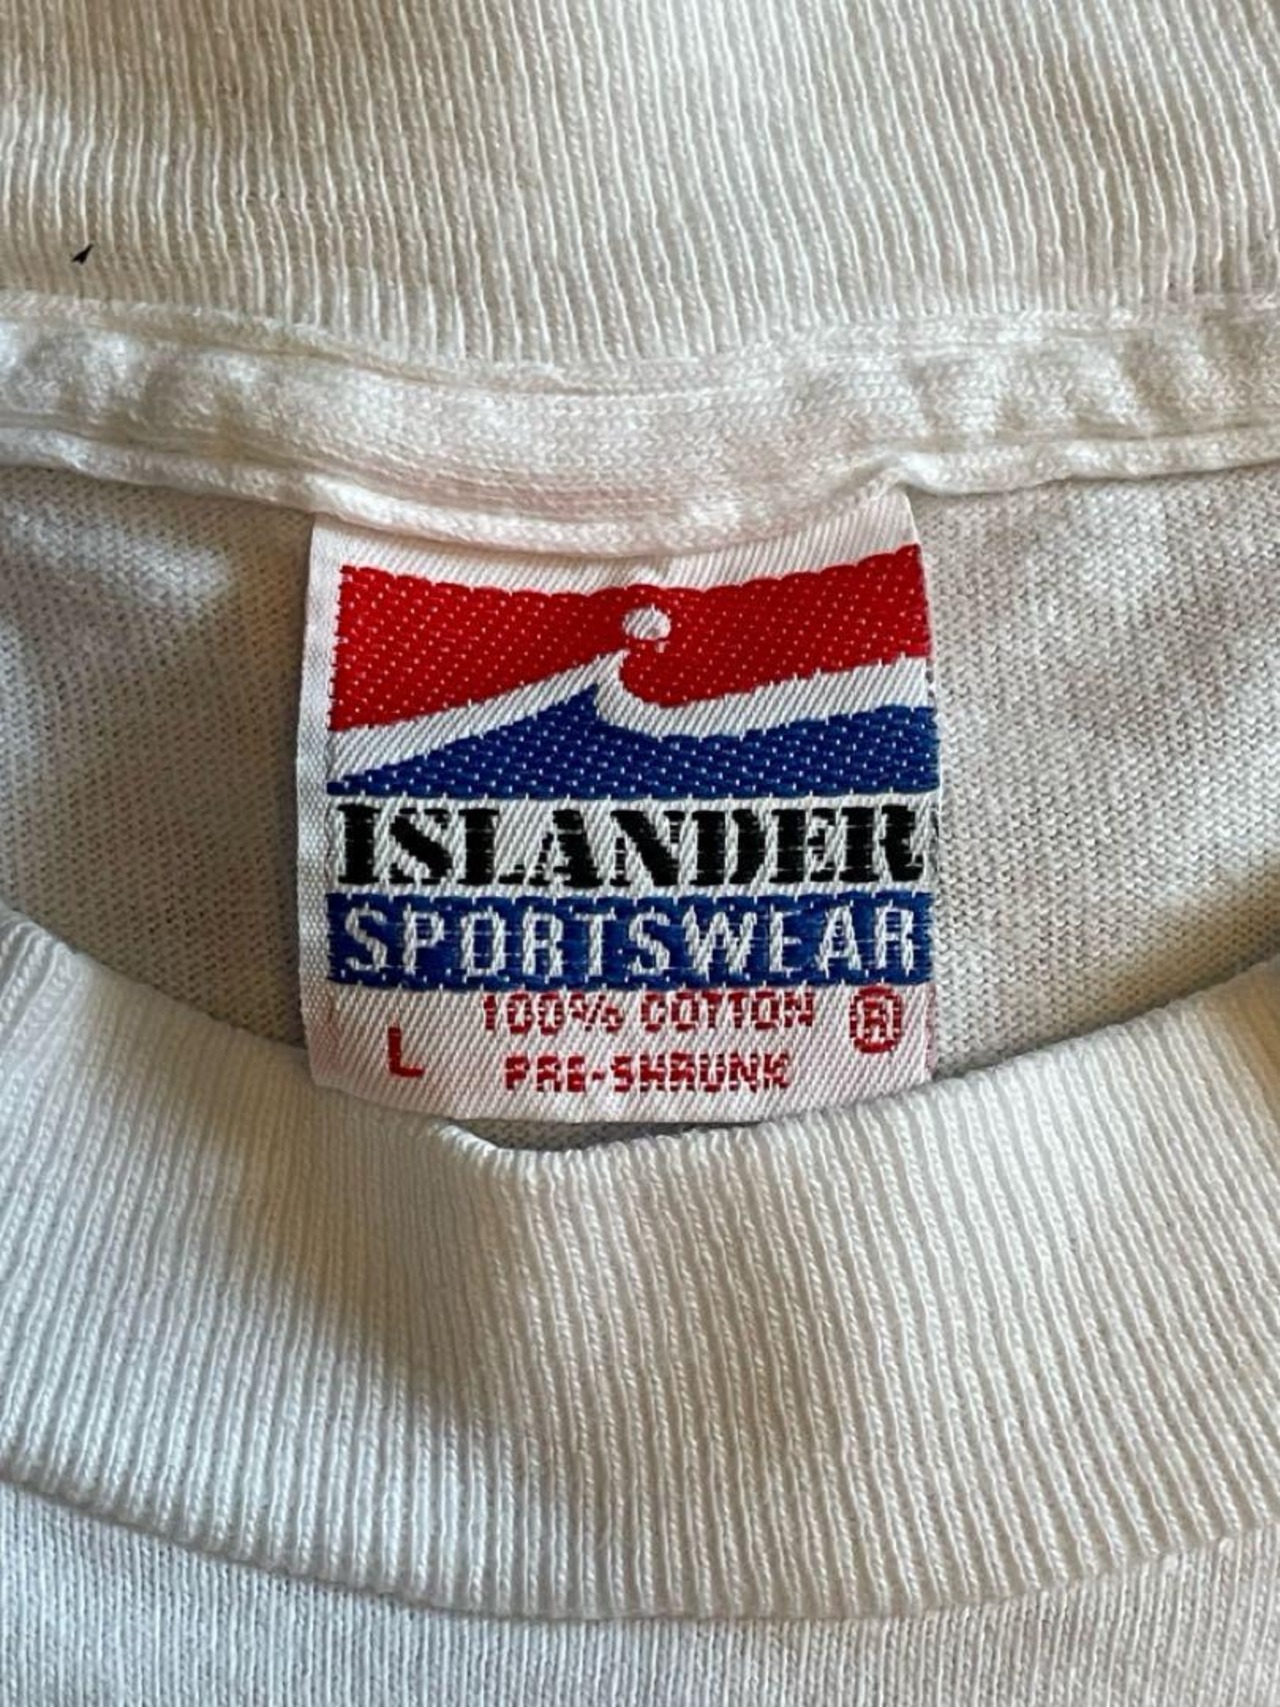 ISLANDER
SPORTSWEAR
100% COTTON ®
L PRE-SHRUNK